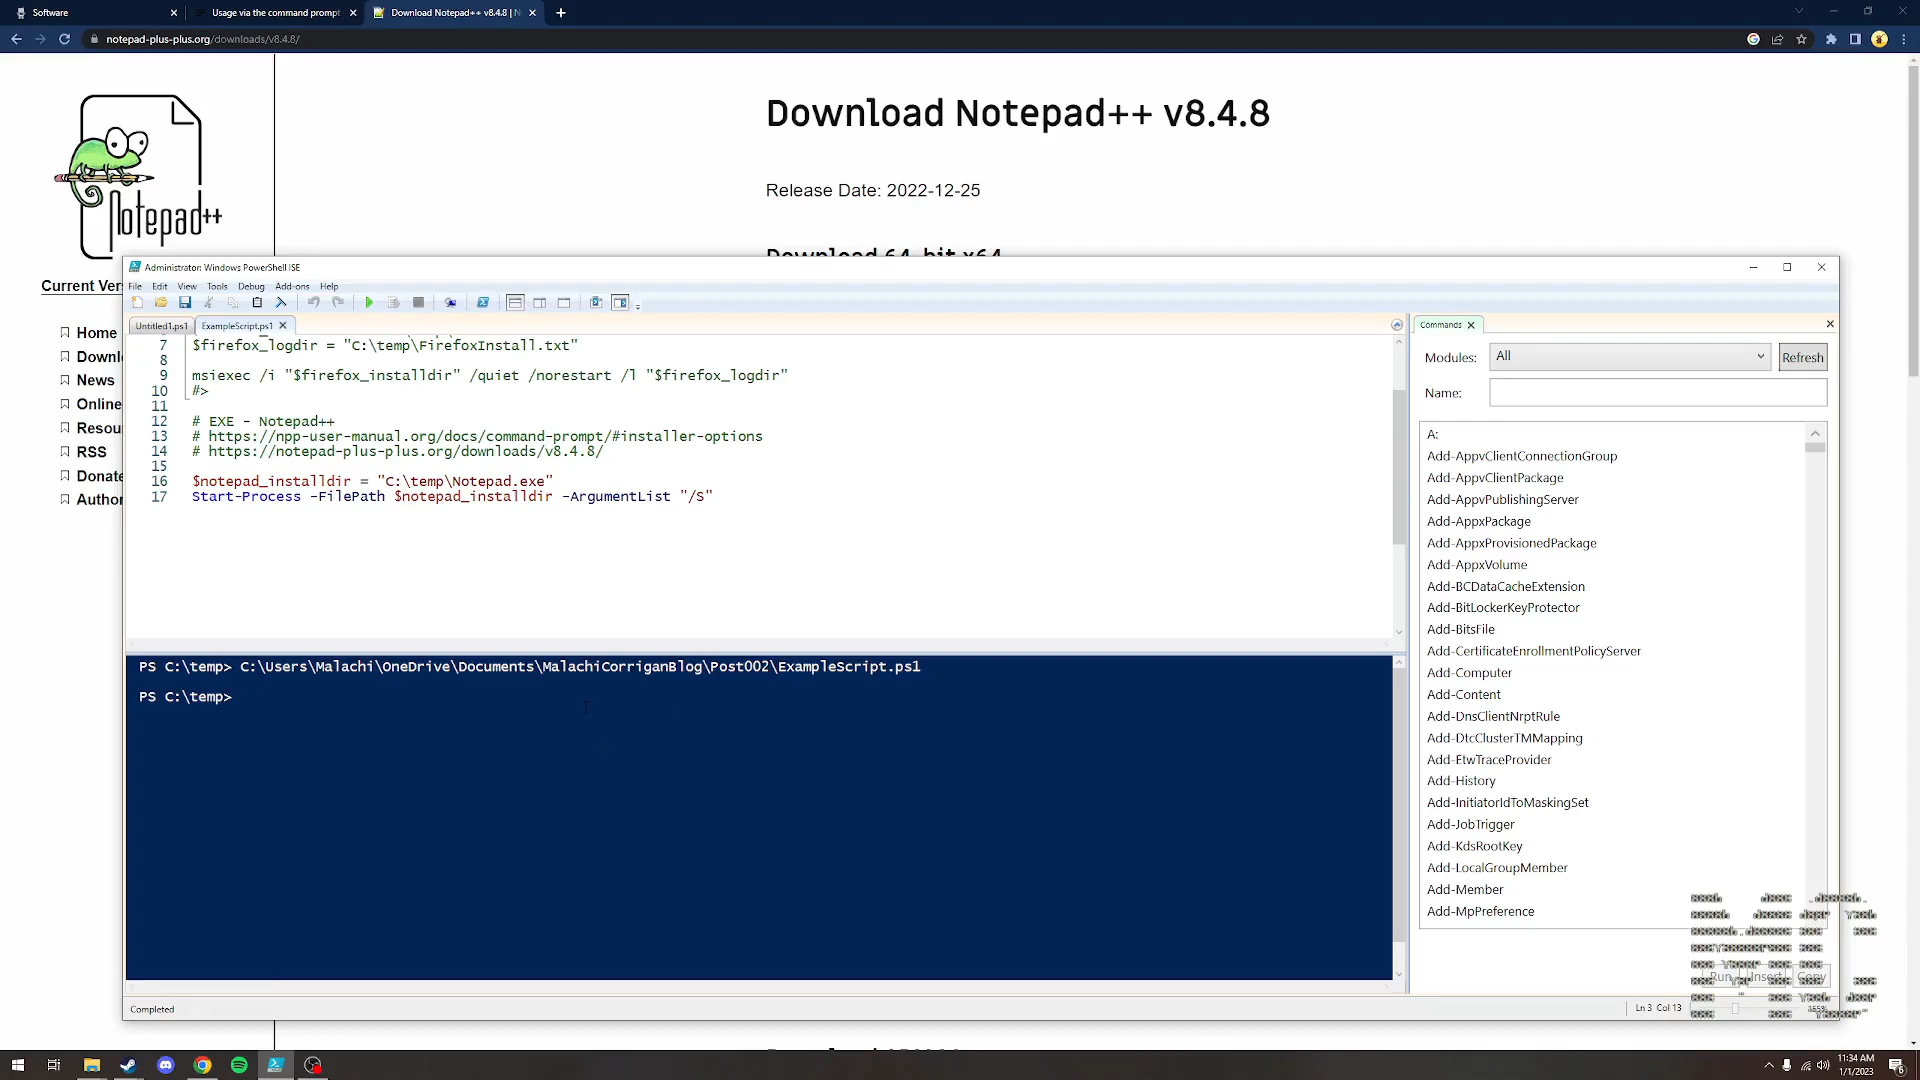 Software
Usage via the command prompt
Download Notepad++ v8.4.8 | N
notepad-plus-plus.org/downloads/v8.4.8/
Notepad++
Download Notepad++ v8.4.8
Release Date: 2022-12-25
Download 64-bit x64
Current Ver
Home
Downl
News
Online
Resou
RSS
Donate
Author
Administrator: Windows PowerShell ISE
File Edit View Tools Debug Add-ons Help
Untitled1.ps1 ExampleScript.ps1
7 $firefox_logdir = "C:\temp\FirefoxInstall.txt"
8
9 msiexec /i "$firefox_installdir" /quiet /norestart /l "$firefox_logdir"
10 #>
11
12 # EXE - Notepad++
13 # https://npp-user-manual.org/docs/command-prompt/#installer-options
14 # https://notepad-plus-plus.org/downloads/v8.4.8/
15
16 $notepad_installdir = "C:\temp\Notepad.exe"
17 Start-Process -FilePath $notepad_installdir -ArgumentList "/S"
PS C:\temp> C:\Users\Malachi\OneDrive\Documents\MalachiCorriganBlog\Post002\ExampleScript.ps1
PS C:\temp>
Commands
Modules: All Refresh
Name:
A:
Add-AppvClientConnectionGroup
Add-AppvClientPackage
Add-AppvPublishingServer
Add-AppxPackage
Add-AppxProvisionedPackage
Add-AppxVolume
Add-BCDataCacheExtension
Add-BitLockerKeyProtector
Add-BitsFile
Add-CertificateEnrollmentPolicyServer
Add-Computer
Add-Content
Add-DnsClientNrptRule
Add-DtcClusterTMMapping
Add-EtwTraceProvider
Add-History
Add-InitiatorIdToMaskingSet
Add-JobTrigger
Add-KdsRootKey
Add-LocalGroupMember
Add-Member
Add-MpPreference
Run Insert Copy
Completed
Ln 3 Col 13
11:34 AM
1/1/2023